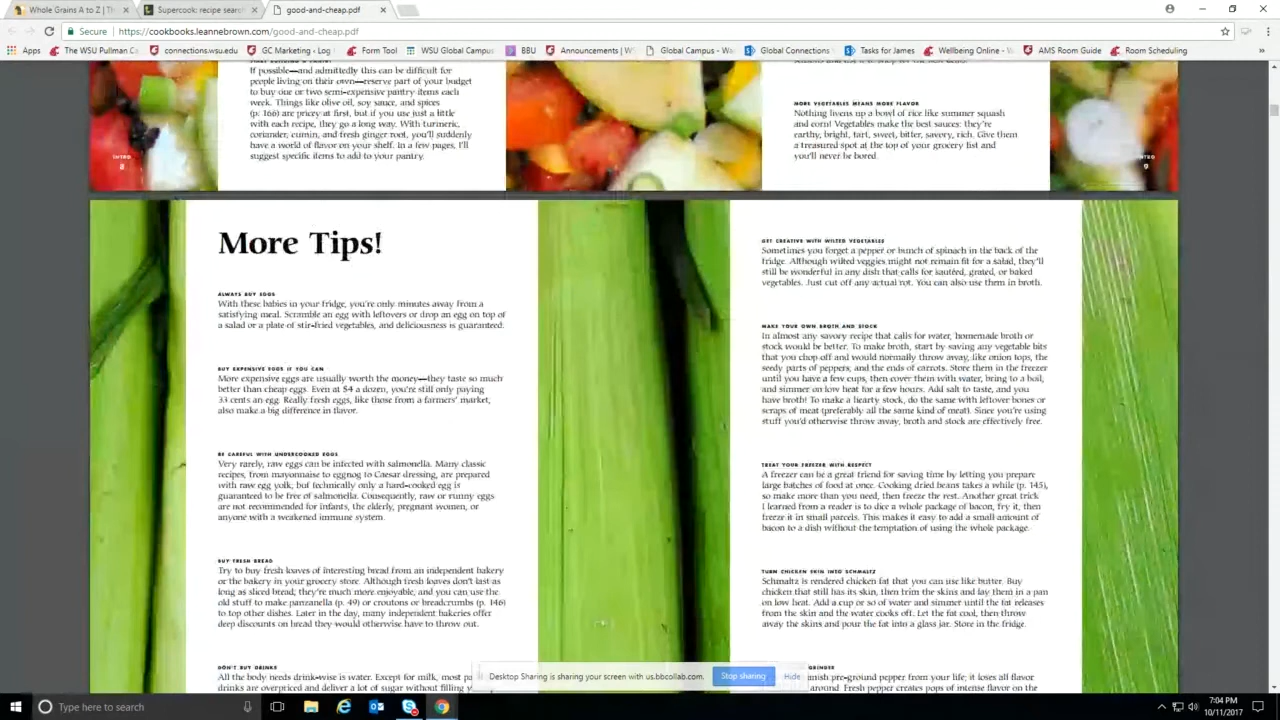 Whole Grains A to Z | Th
Supercook: recipe searc
good-and-cheap.pdf
Secure
https://cookbooks.leannebrown.com/good-and-cheap.pdf
Apps
The WSU Pullman C
connections.wsu.edu
GC Marketing - Log
Form Tool
WSU Global Campus
BBU
Announcements | WS
Global Campus - Wa
Global Connections
Tasks for James
Wellbeing Online - W
AMS Room Guide
Room Scheduling
If possible—and admittedly this can be difficult for
people living on their own—reserve part of your budget
to buy one or two semi-expensive pantry items each
week. Things like olive oil, soy sauce, and spices
(p. 166) are pricey at first, but if you use just a little
with each recipe, they go a long way. With turmeric,
coriander, cumin, and fresh ginger root, you'll suddenly
have a world of flavor on your shelf. In a few pages, I'll
suggest specific items to add to your pantry.
INTRO
MORE VEGETABLES MEANS MORE FLAVOR
Nothing livens up a bowl of rice like summer squash
and corn! Vegetables make the best sauces: they're
earthy, bright, tart, sweet, bitter, savory, rich. Give them
a treasured spot at the top of your grocery list and
you'll never be bored.
More Tips!
ALWAYS BUY EGGS
With these babies in your fridge, you're only minutes away from a
satisfying meal. Scramble an egg with leftovers or drop an egg on top of
a salad or a plate of stir-fried vegetables, and deliciousness is guaranteed.
BUY EXPENSIVE EGGS IF YOU CAN
More expensive eggs are usually worth the money—they taste so much
better than cheap eggs. Even at $4 a dozen, you're still only paying
33 cents an egg. Really fresh eggs, like those from a farmers' market,
also make a big difference in flavor.
BE CAREFUL WITH UNDERCOOKED EGGS
Very rarely, raw eggs can be infected with salmonella. Many classic
recipes, from mayonnaise to eggnog to Caesar dressing, are prepared
with raw egg yolk, but technically only a hard-cooked egg is
guaranteed to be free of salmonella. Consequently, raw or runny eggs
are not recommended for infants, the elderly, pregnant women, or
anyone with a weakened immune system.
BUY FRESH BREAD
Try to buy fresh loaves of interesting bread from an independent bakery
or the bakery in your grocery store. Although fresh loaves don't last as
long as sliced bread, they're much more enjoyable, and you can use the
old stuff to make panzanella (p. 49) or croutons or breadcrumbs (p. 146)
to top other dishes. Later in the day, many independent bakeries offer
deep discounts on bread they would otherwise have to throw out.
DON'T BUY DRINKS
All the body needs drink-wise is water. Except for milk, most
drinks are overpriced and deliver a lot of sugar without filling
GET CREATIVE WITH WILTED VEGETABLES
Sometimes you forget a pepper or bunch of spinach in the back of the
fridge. Although wilted veggies might not remain fit for a salad, they'll
still be wonderful in any dish that calls for sautéed, grated, or baked
vegetables. Just cut off any actual rot. You can also use them in broth.
MAKE YOUR OWN BROTH AND STOCK
In almost any savory recipe that calls for water, homemade broth or
stock would be better. To make broth, start by saving any vegetable bits
that you chop off and would normally throw away, like onion tops, the
seedy parts of peppers, and the ends of carrots. Store them in the freezer
until you have a few cups, then cover them with water, bring to a boil,
and simmer on low heat for a few hours. Add salt to taste, and you
have broth! To make a hearty stock, do the same with leftover bones or
scraps of meat (preferably all the same kind of meat). Since you're using
stuff you'd otherwise throw away, broth and stock are effectively free.
TREAT YOUR FREEZER WITH RESPECT
A freezer can be a great friend for saving time by letting you prepare
large batches of food at once. Cooking dried beans takes a while (p. 145),
so make more than you need, then freeze the rest. Another great trick
I learned from a reader is to dice a whole package of bacon, fry it, then
freeze it in small parcels. This makes it easy to add a small amount of
bacon to a dish without the temptation of using the whole package.
TURN CHICKEN SKIN INTO SCHMALTZ
Schmaltz is rendered chicken fat that you can use like butter. Buy
chicken that still has its skin, then trim the skins and lay them in a pan
on low heat. Add a cup or so of water and simmer until the fat releases
from the skin and the water cooks off. Let the fat cool, then throw
away the skins and pour the fat into a glass jar. Store in the fridge.
GRINDER
pre-ground pepper from your life; it loses all flavor
around. Fresh pepper creates pops of intense flavor on the
Desktop Sharing is sharing your screen with us.bbcollab.com.
Stop sharing
Hide
Type here to search
7:04 PM
10/11/2017